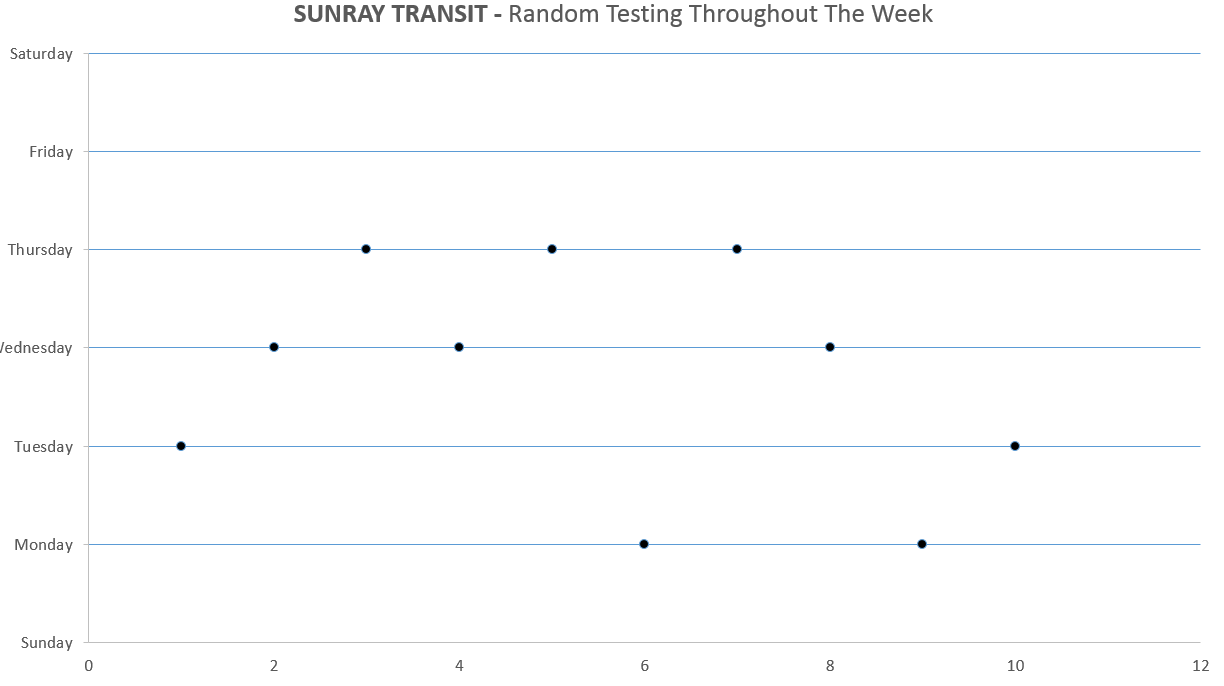 SUNRAY TRANSIT - Random Testing Throughout The Week
Saturday
Friday
Thursday
Wednesday
Tuesday
Monday
Sunday
0 2 4 6 8 10 12